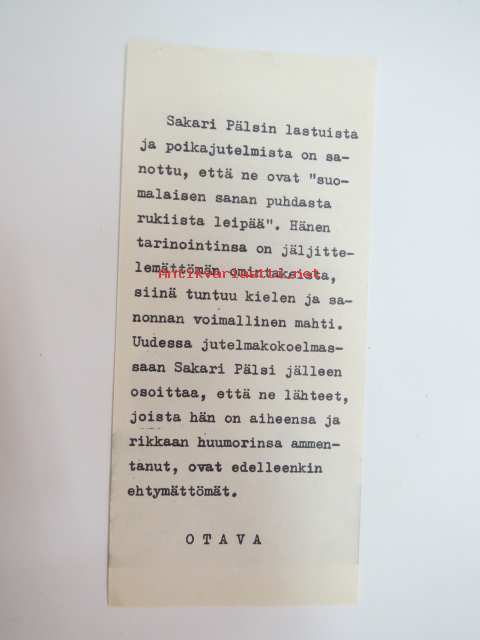 Sakari Pälsin lastuista
ja poikajutelmista on sa-
nottu, että ne ovat "suo-
malaisen sanan puhdasta
rukiista leipää". Hänen
tarinointinsa on jäljitte-
lemättömän omintakeista,
siinä tuntuu kielen ja sa-
nonnan voimallinen mahti.
Uudessa jutelmakokoelmas-
saan Sakari Pälsi jälleen
osoittaa, että ne lähteet,
joista hän on aiheensa ja
rikkaan huumorinsa ammen-
tanut, ovat edelleenkin
ehtymättömät.
O T A V A